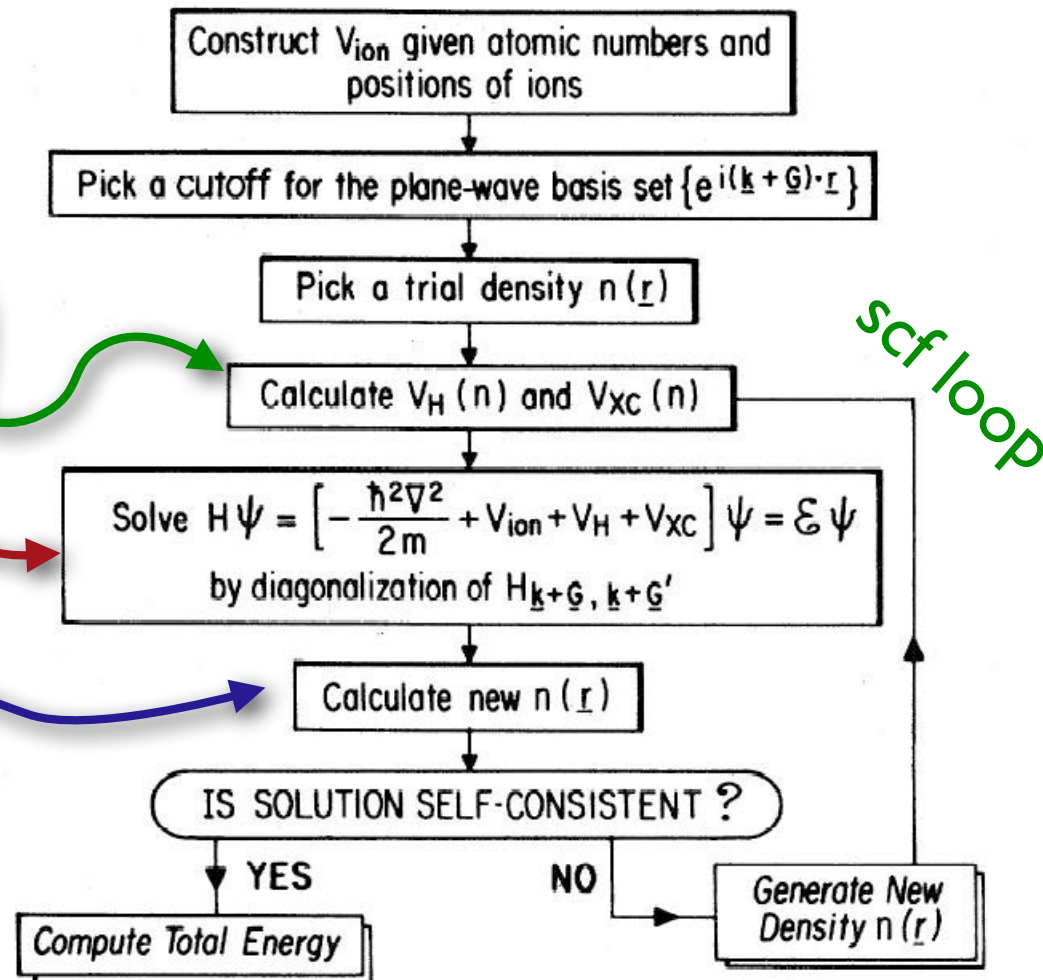 Construct V_ion given atomic numbers and
positions of ions
Pick a cutoff for the plane-wave basis set {e^{i(k + G)·r}}
Pick a trial density n(r)
scf loop
Calculate V_H(n) and V_XC(n)
Solve Hψ = [-ħ²∇²/2m + V_ion + V_H + V_XC] ψ = ℰψ
by diagonalization of H_{k+G, k+G'}
Calculate new n(r)
IS SOLUTION SELF-CONSISTENT ?
YES
NO
Generate New
Density n(r)
Compute Total Energy